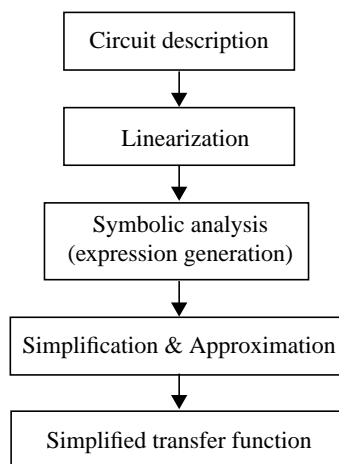 Circuit description
Linearization
Symbolic analysis
(expression generation)
Simplification & Approximation
Simplified transfer function